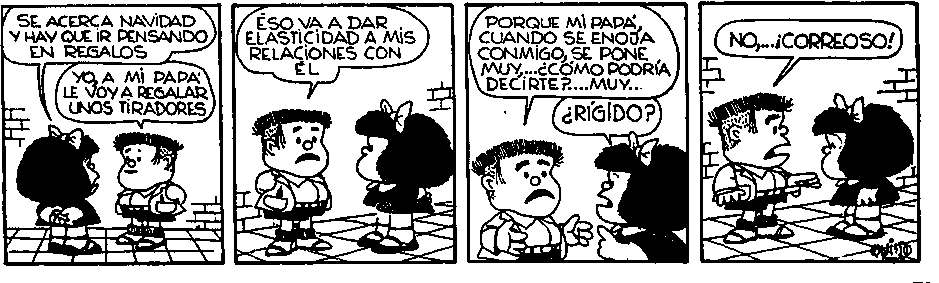 SE ACERCA NAVIDAD
Y HAY QUE IR PENSANDO
EN REGALOS
YO, A MI PAPÁ
LE VOY A REGALAR
UNOS TIRADORES
ÉSO VA A DAR
ELASTICIDAD A MIS
RELACIONES CON
ÉL
PORQUE MI PAPÁ,
CUANDO SE ENOJA
CONMIGO, SE PONE
MUY,...¿CÓMO PODRÍA
DECIRTE?....MUY...
¿RÍGIDO?
NO,...¡CORREOSO!
QUINO